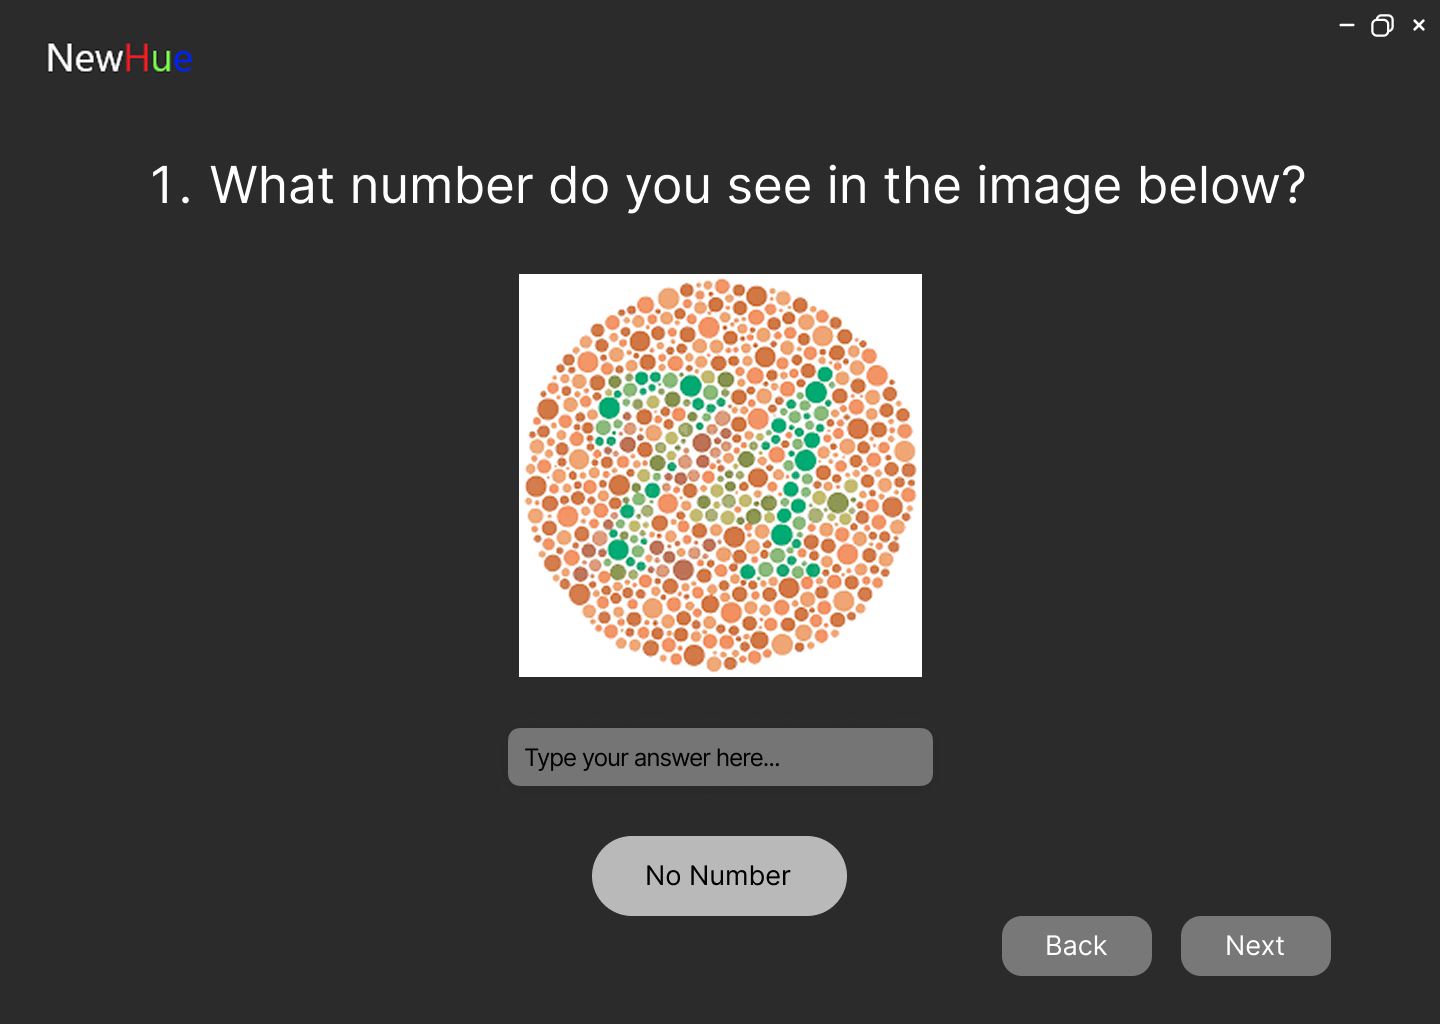 NewHue
1. What number do you see in the image below?
74
Type your answer here...
No Number
Back
Next